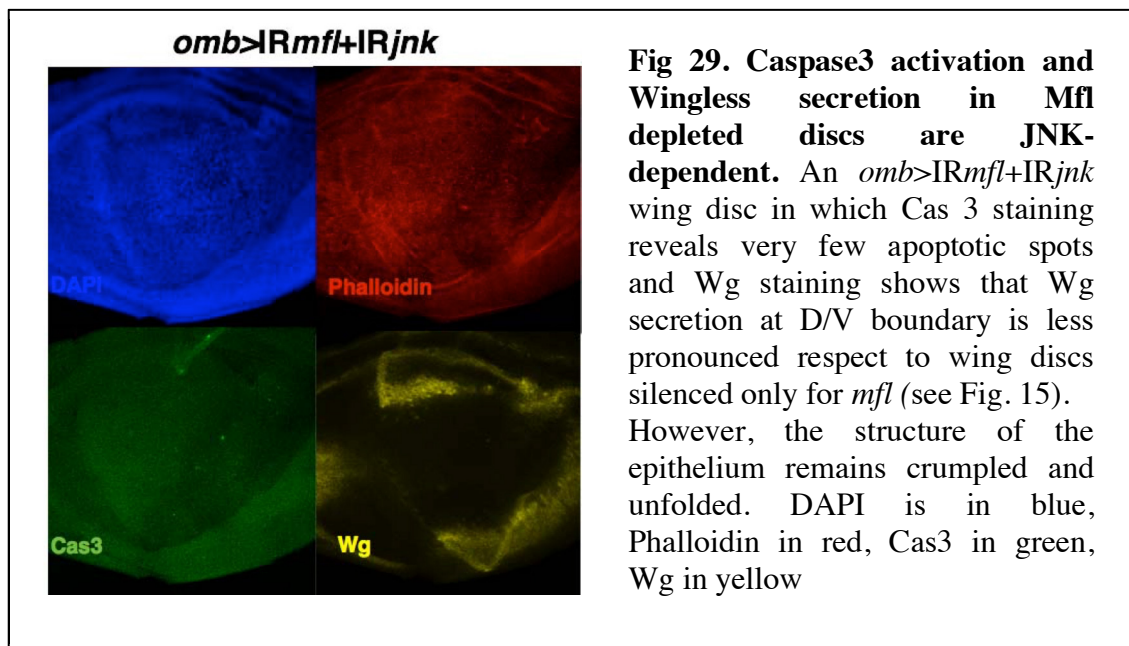 omb>IRmfl+IRjnk
DAPi
Phalloidin
Cas3
Wg
Fig 29. Caspase3 activation and
Wingless secretion in Mfl
depleted discs are JNK-
dependent. An omb>IRmfl+IRjnk
wing disc in which Cas 3 staining
reveals very few apoptotic spots
and Wg staining shows that Wg
secretion at D/V boundary is less
pronounced respect to wing discs
silenced only for mfl (see Fig. 15).
However, the structure of the
epithelium remains crumpled and
unfolded. DAPI is in blue,
Phalloidin in red, Cas3 in green,
Wg in yellow